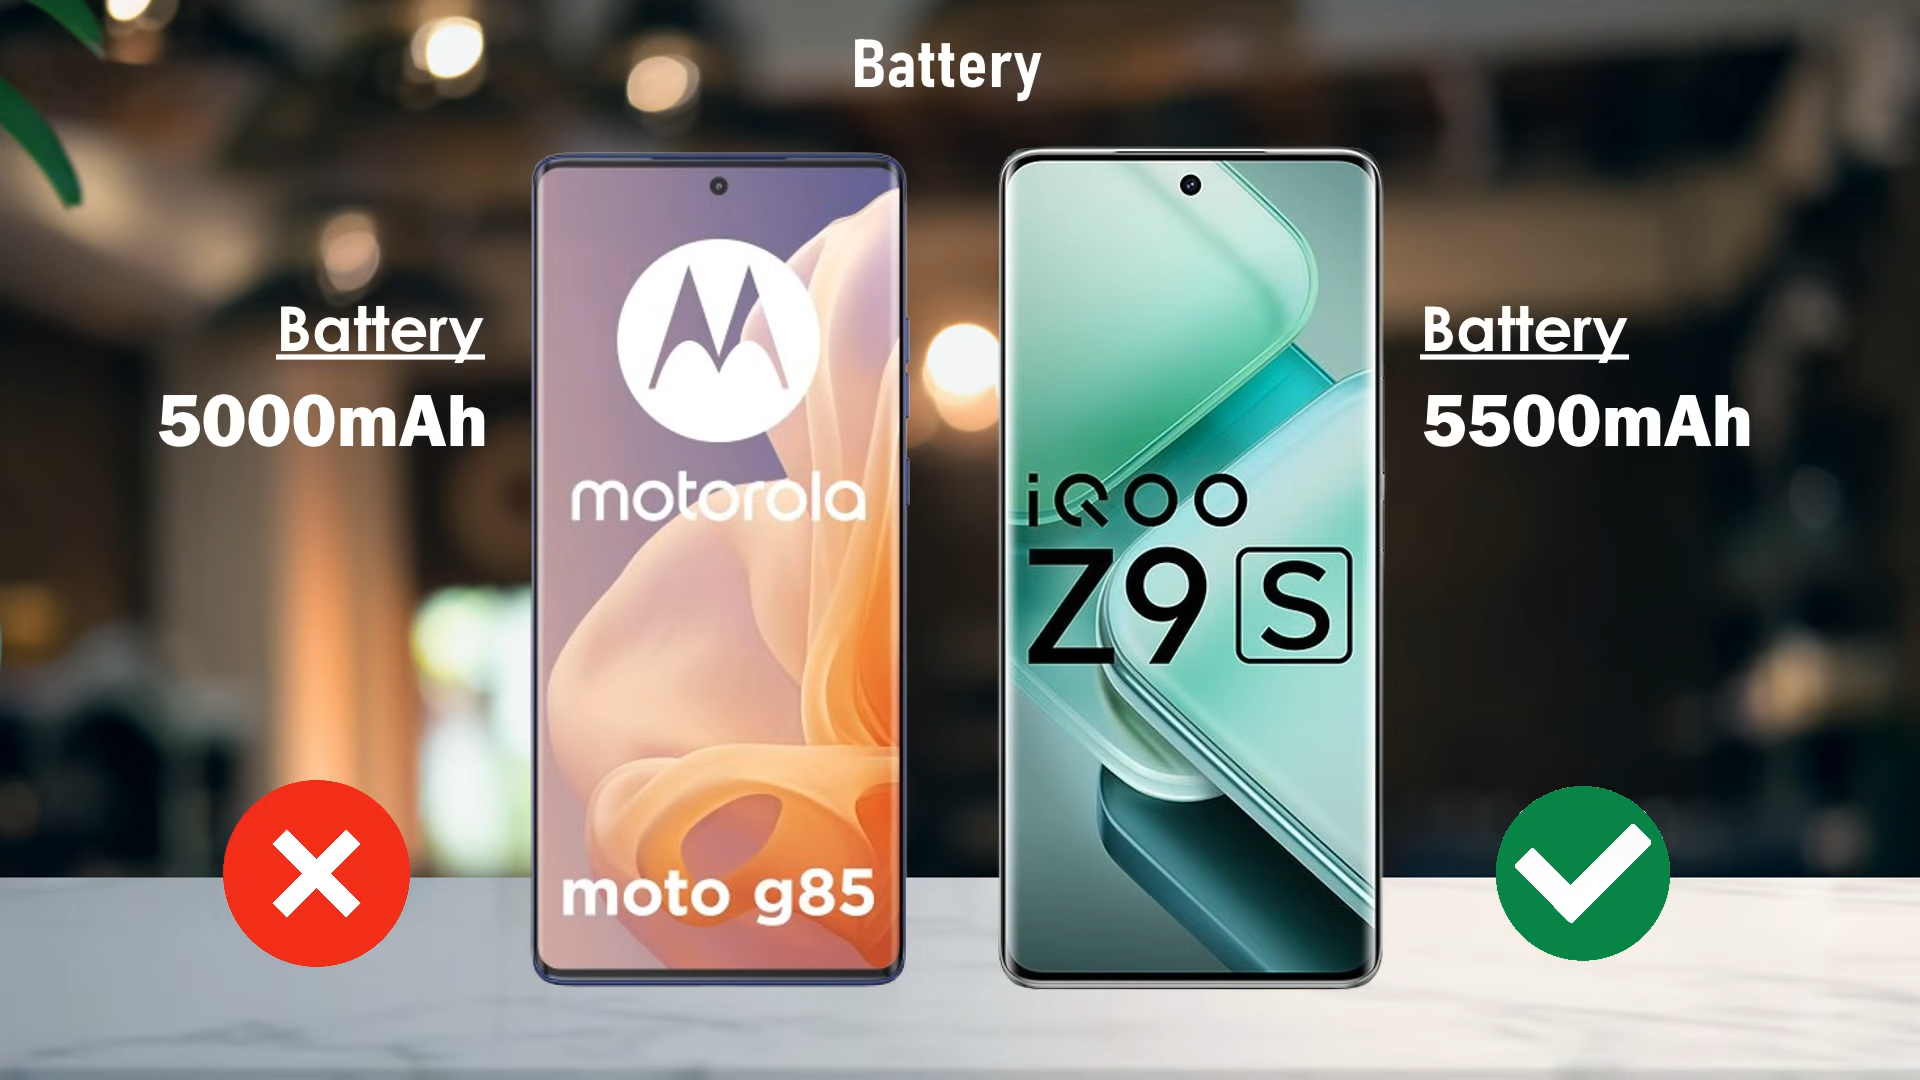 Battery
Battery
5000mAh
motorola
moto g85
iQOO
Z9 S
Battery
5500mAh